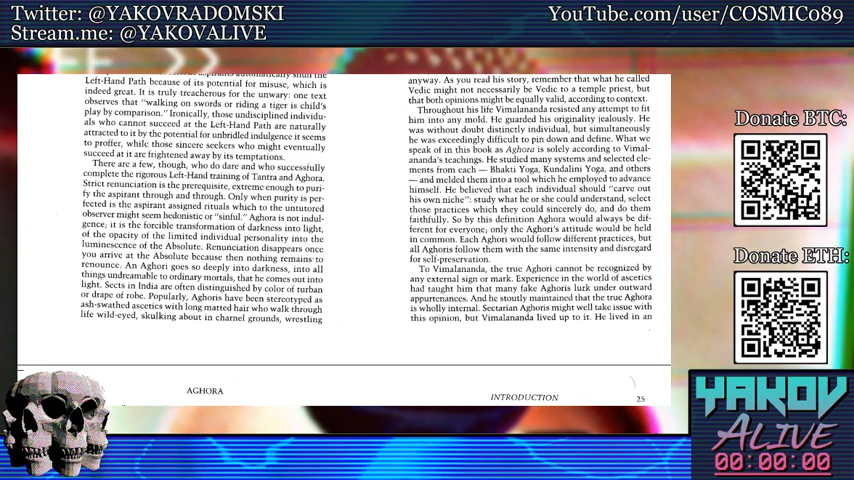 Twitter: @YAKOVRADOMSKI
Stream.me: @YAKOVALIVE
YouTube.com/user/COSMIC089
automatically shun the
Left-Hand Path because of its potential for misuse, which is
indeed great. It is truly treacherous for the unwary: one text
observes that "walking on swords or riding a tiger is child's
play by comparison." Ironically, those undisciplined individu-
als who cannot succeed at the Left-Hand Path are naturally
attracted to it by the potential for unbridled indulgence it seems
to proffer, while those sincere seekers who might eventually
succeed at it are frightened away by its temptations.
There are a few, though, who do dare and who successfully
complete the rigorous Left-Hand training of Tantra and Aghora.
Strict renunciation is the prerequisite, extreme enough to puri-
fy the aspirant through and through. Only when purity is per-
fected is the aspirant assigned rituals which to the untutored
observer might seem hedonistic or "sinful." Aghora is not indul-
gence; it is the forcible transformation of darkness into light,
of the opacity of the limited individual personality into the
luminescence of the Absolute. Renunciation disappears once
you arrive at the Absolute because then nothing remains to
renounce. An Aghori goes so deeply into darkness, into all
things undreamable to ordinary mortals, that he comes out into
light. Sects in India are often distinguished by color of turban
or drape of robe. Popularly, Aghoris have been stereotyped as
ash-swathed ascetics with long matted hair who walk through
life wild-eyed, skulking about in charnel grounds, wrestling
AGHORA
anyway. As you read his story, remember that what he called
Vedic might not necessarily be Vedic to a temple priest, but
that both opinions might be equally valid, according to context.
Throughout his life Vimalananda resisted any attempt to fit
him into any mold. He guarded his originality jealously. He
was without doubt distinctly individual, but simultaneously
he was exceedingly difficult to pin down and define. What we
speak of in this book as Aghora is solely according to Vimal-
ananda's teachings. He studied many systems and selected ele-
ments from each — Bhakti Yoga, Kundalini Yoga, and others
— and melded them into a tool which he employed to advance
himself. He believed that each individual should "carve out
his own niche": study what he or she could understand, select
those practices which they could sincerely do, and do them
faithfully. So by this definition Aghora would always be dif-
ferent for everyone; only the Aghori's attitude would be held
in common. Each Aghori would follow different practices, but
all Aghoris follow them with the same intensity and disregard
for self-preservation.
To Vimalananda, the true Aghori cannot be recognized by
any external sign or mark. Experience in the world of ascetics
had taught him that many fake Aghoris lurk under outward
appurtenances. And he stoutly maintained that the true Aghora
is wholly internal. Sectarian Aghoris might well take issue with
this opinion, but Vimalananda lived up to it. He lived in an
INTRODUCTION 25
Donate BTC:
Donate ETH:
YAKOV
ALIVE
00:00:00